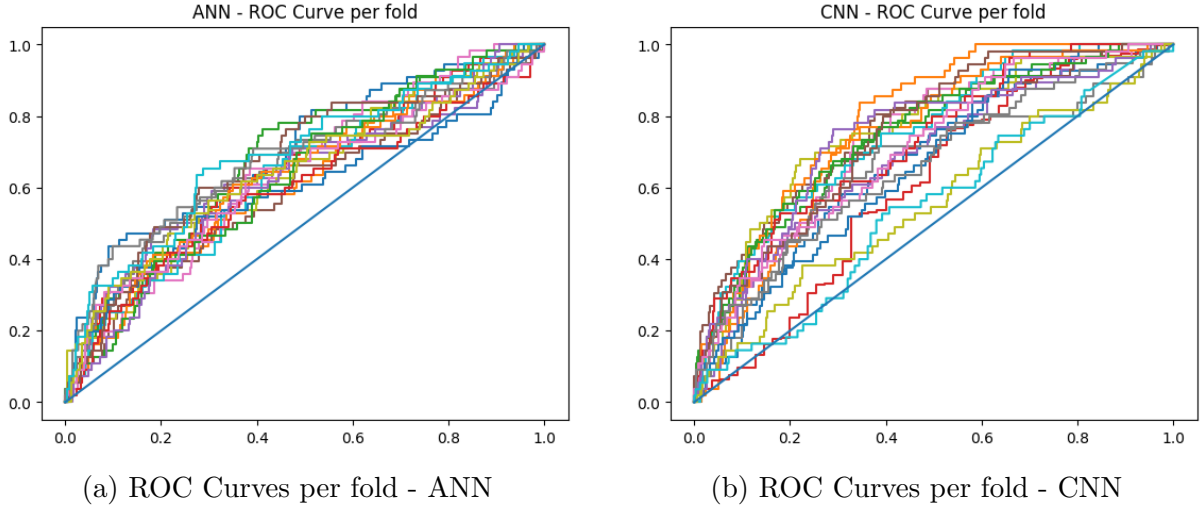 ANN - ROC Curve per fold
1.0
0.8
0.6
0.4
0.2
0.0
0.0 0.2 0.4 0.6 0.8 1.0
(a) ROC Curves per fold - ANN
CNN - ROC Curve per fold
1.0
0.8
0.6
0.4
0.2
0.0
0.0 0.2 0.4 0.6 0.8 1.0
(b) ROC Curves per fold - CNN